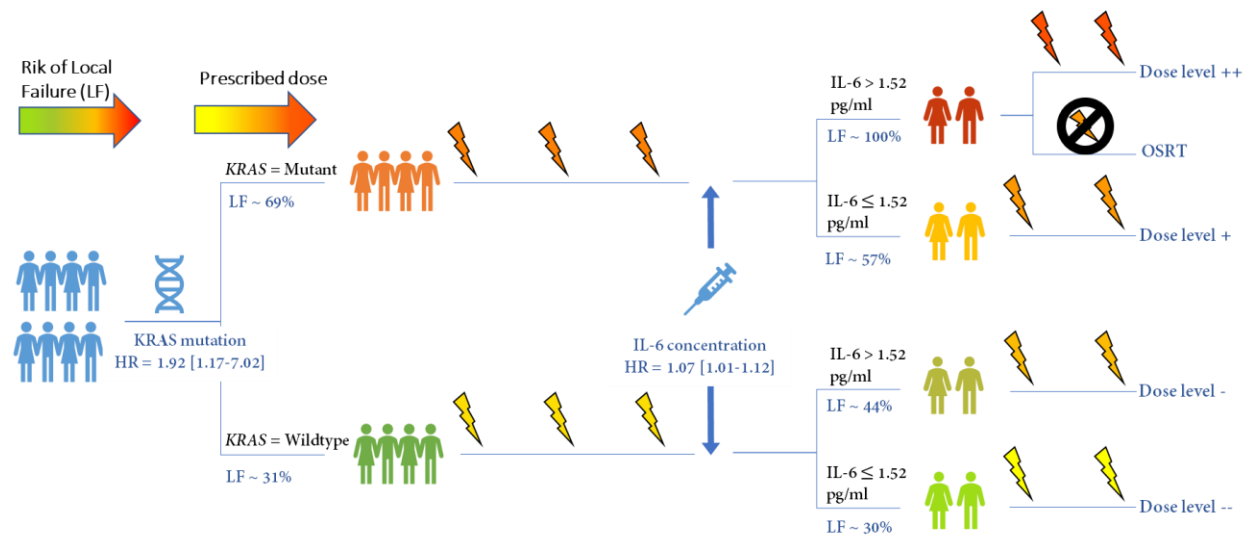 Rik of Local
Failure (LF)
Prescribed dose
KRAS = Mutant
LF ~ 69%
KRAS mutation
HR = 1.92 [1.17-7.02]
KRAS = Wildtype
LF ~ 31%
IL-6 concentration
HR = 1.07 [1.01-1.12]
IL-6 > 1.52
pg/ml
LF ~ 100%
Dose level ++
OSRT
IL-6 ≤ 1.52
pg/ml
LF ~ 57%
Dose level +
IL-6 > 1.52
pg/ml
LF ~ 44%
Dose level -
IL-6 ≤ 1.52
pg/ml
LF ~ 30%
Dose level --